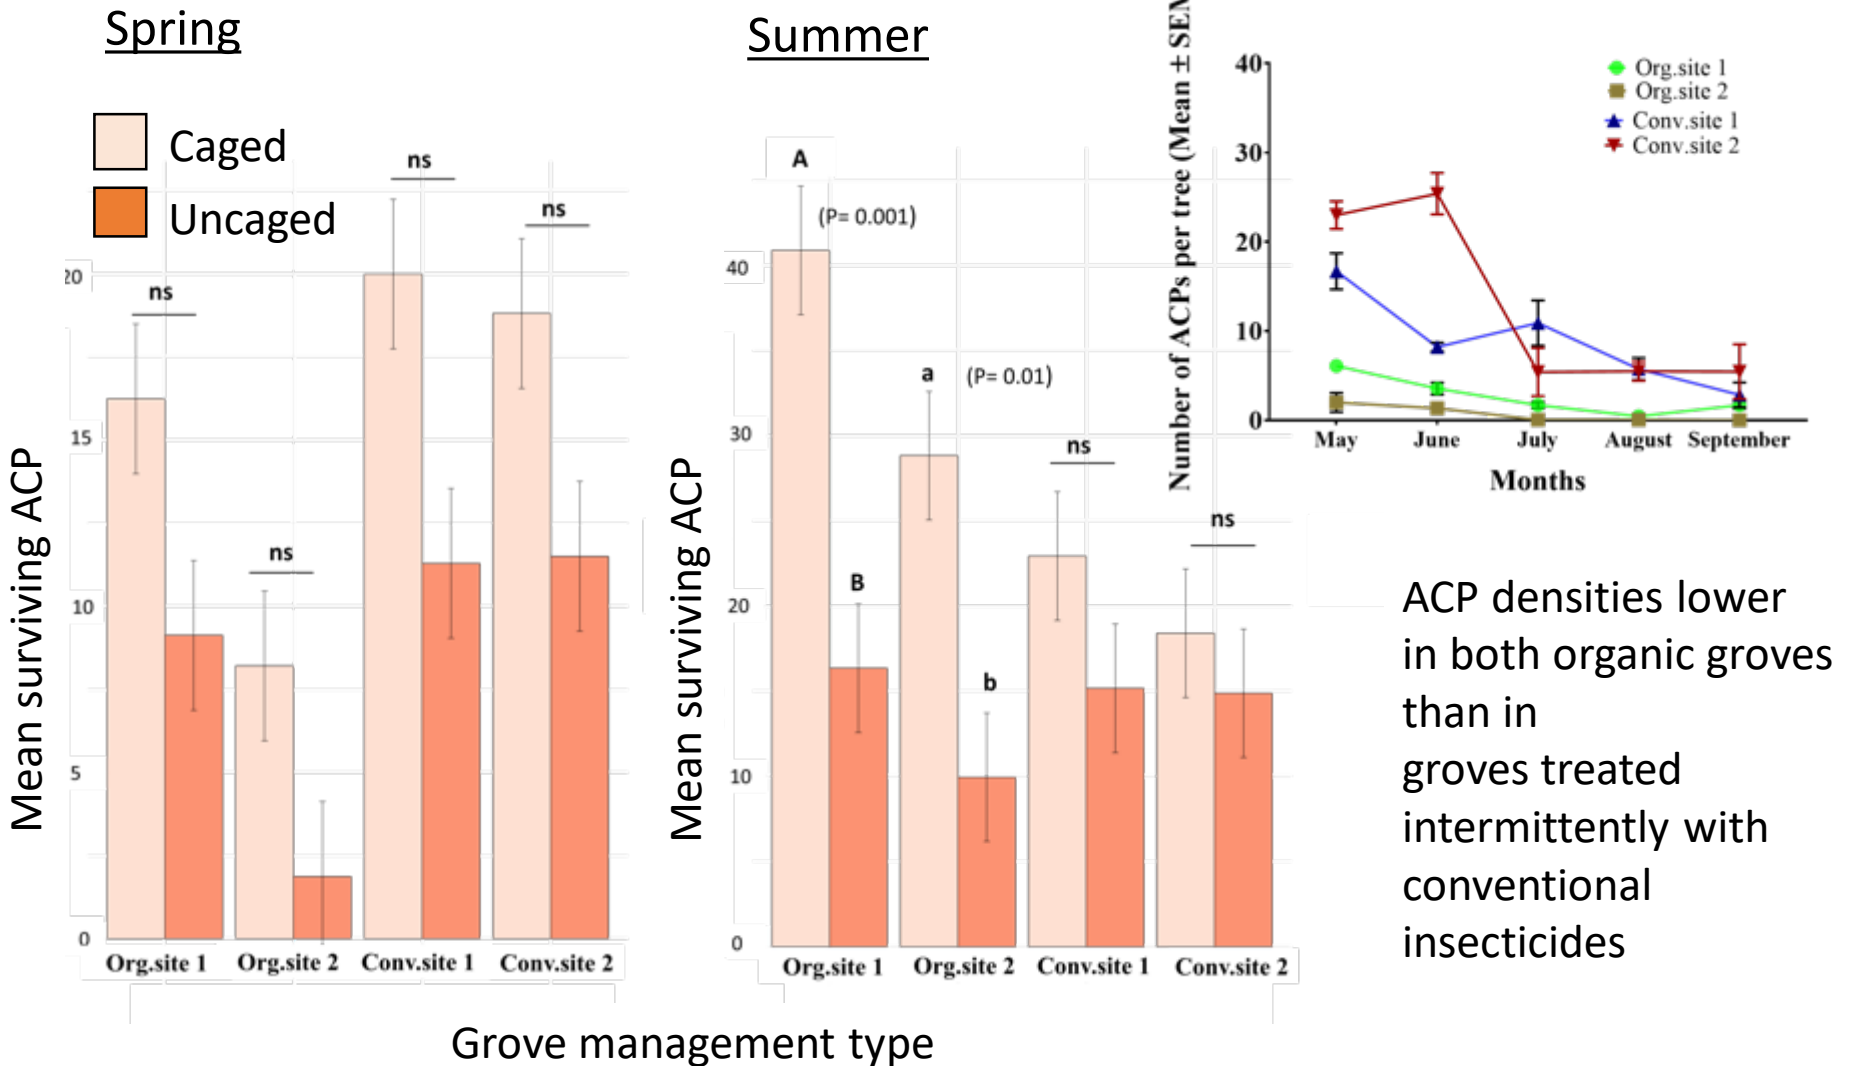 Spring
Caged
Uncaged
Mean surviving ACP
20
15
10
5
0
ns
ns
ns
ns
Org.site 1
Org.site 2
Conv.site 1
Conv.site 2
Summer
Mean surviving ACP
40
30
20
10
0
A
(P= 0.001)
B
a
(P= 0.01)
b
ns
ns
Org.site 1
Org.site 2
Conv.site 1
Conv.site 2
Grove management type
Number of ACPs per tree (Mean ± SEM
40
30
20
10
0
Org.site 1
Org.site 2
Conv.site 1
Conv.site 2
May
June
July
August
September
Months
ACP densities lower
in both organic groves
than in
groves treated
intermittently with
conventional
insecticides